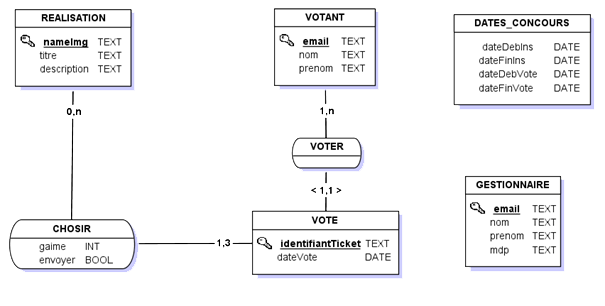 REALISATION
nameImg TEXT
titre TEXT
description TEXT
VOTANT
email TEXT
nom TEXT
prenom TEXT
DATES_CONCOURS
dateDebIns DATE
dateFinIns DATE
dateDebVote DATE
dateFinVote DATE
0,n
1,n
VOTER
< 1,1 >
GESTIONNAIRE
email TEXT
nom TEXT
prenom TEXT
mdp TEXT
CHOSIR
gaime INT
envoyer BOOL
1,3
VOTE
identifiantTicket TEXT
dateVote DATE